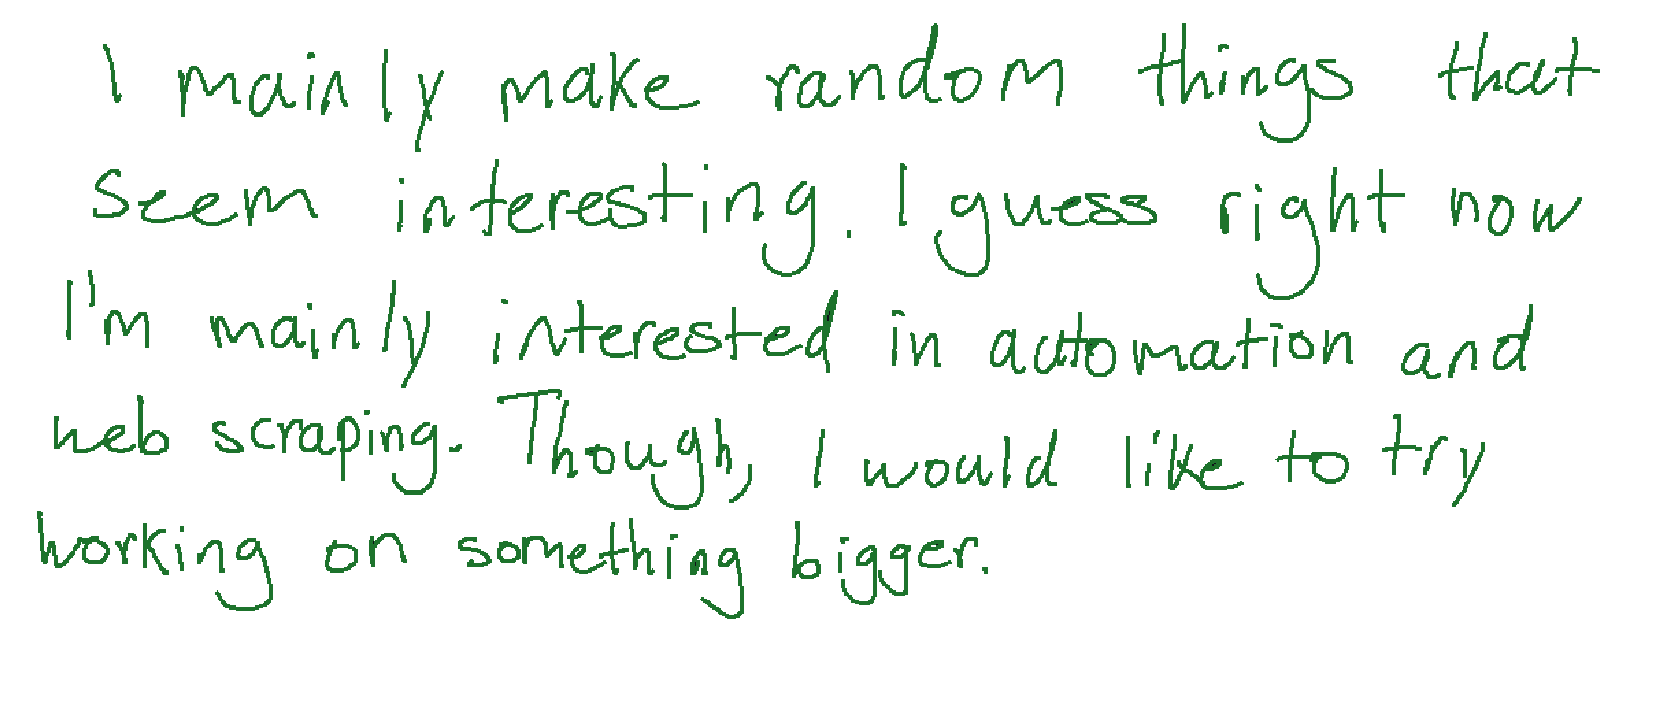 I mainly make random things that
seem interesting. I guess right now
I'm mainly interested in automation and
web scraping. Though, I would like to try
working on something bigger.